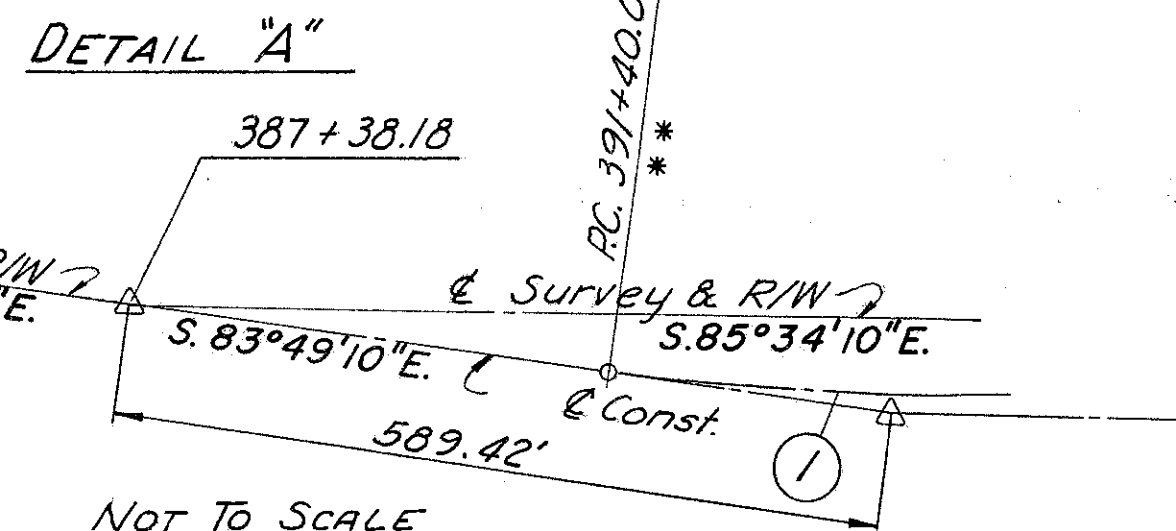 DETAIL "A"
387 + 38.18
P.C. 391+40.0
**
R/W
"E.
℄ Survey & R/W
S. 83°49'10"E.
S.85°34'10"E.
℄ Const.
589.42'
1
NOT TO SCALE